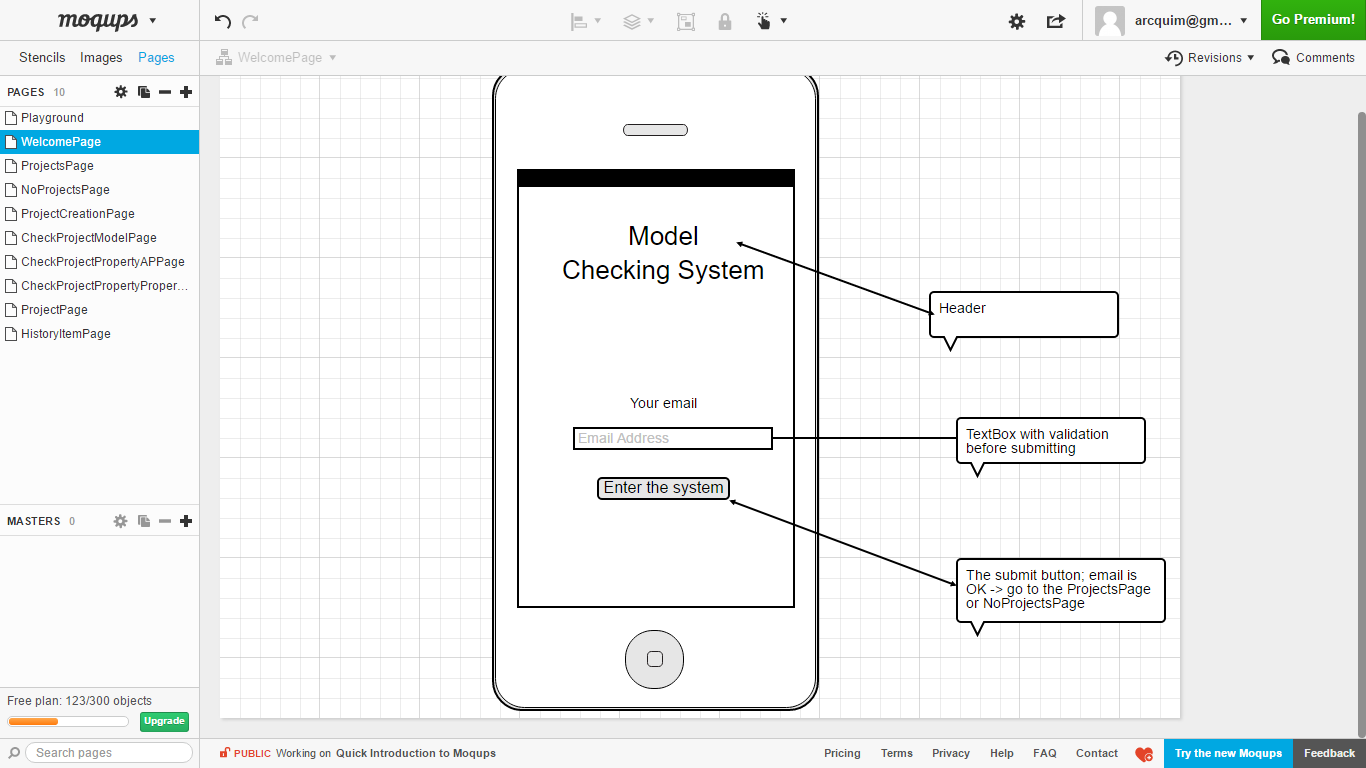 moqups
arcquim@gm...
Go Premium!
Stencils Images Pages
WelcomePage
Revisions
Comments
PAGES 10
Playground
WelcomePage
ProjectsPage
NoProjectsPage
ProjectCreationPage
CheckProjectModelPage
CheckProjectPropertyAPPage
CheckProjectPropertyProper...
ProjectPage
HistoryItemPage
MASTERS 0
Free plan: 123/300 objects
Upgrade
Search pages
Model
Checking System
Header
Your email
Email Address
TextBox with validation
before submitting
Enter the system
The submit button; email is
OK -> go to the ProjectsPage
or NoProjectsPage
PUBLIC Working on Quick Introduction to Moqups
Pricing Terms Privacy Help FAQ Contact
Try the new Moqups
Feedback